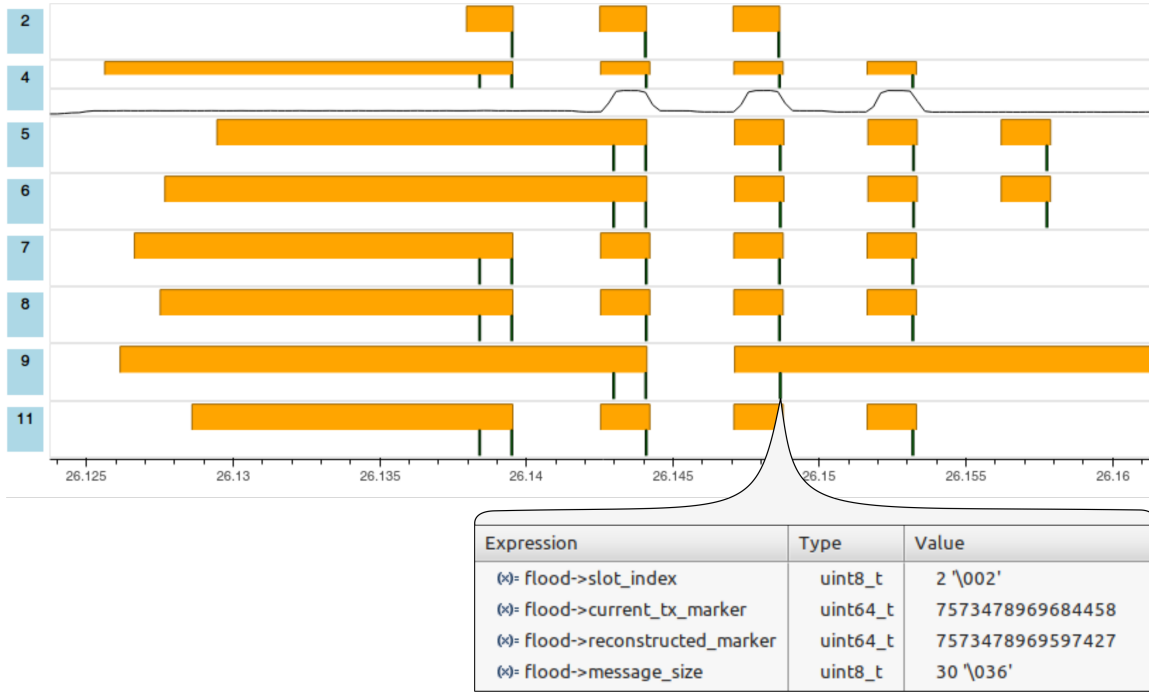 2
4
5
6
7
8
9
11
26.125 26.13 26.135 26.14 26.145 26.15 26.155 26.16
Expression Type Value
(x)= flood->slot_index uint8_t 2 '\002'
(x)= flood->current_tx_marker uint64_t 7573478969684458
(x)= flood->reconstructed_marker uint64_t 7573478969597427
(x)= flood->message_size uint8_t 30 '\036'